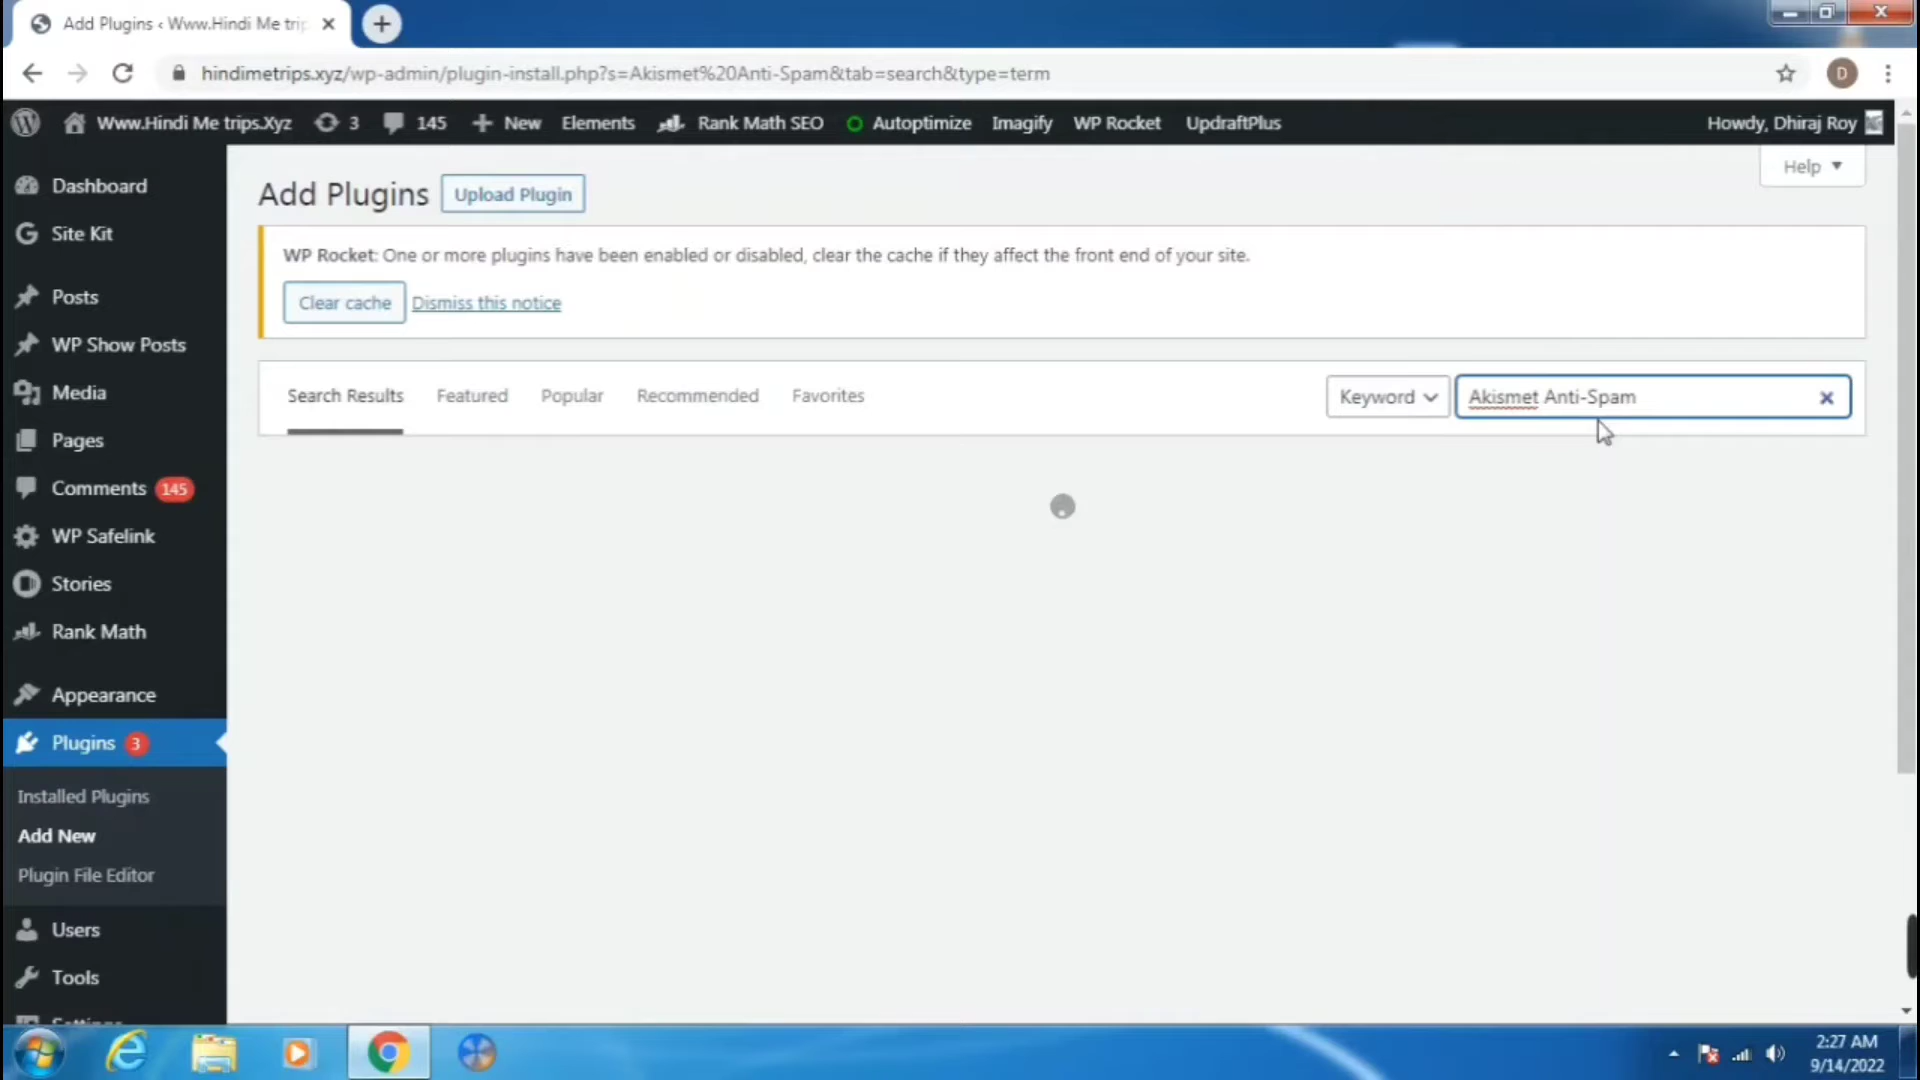 Add Plugins ‹ Www.Hindi Me trip
hindimetrips.xyz/wp-admin/plugin-install.php?s=Akismet%20Anti-Spam&tab=search&type=term
D
Www.Hindi Me trips.Xyz 3 145 New Elements Rank Math SEO Autoptimize Imagify WP Rocket UpdraftPlus Howdy, Dhiraj Roy
Help
Dashboard
Site Kit
Posts
WP Show Posts
Media
Pages
Comments 145
WP Safelink
Stories
Rank Math
Appearance
Plugins 3
Installed Plugins
Add New
Plugin File Editor
Users
Tools
Add Plugins Upload Plugin
WP Rocket: One or more plugins have been enabled or disabled, clear the cache if they affect the front end of your site.
Clear cache Dismiss this notice
Search Results Featured Popular Recommended Favorites Keyword Akismet Anti-Spam
2:27 AM
9/14/2022